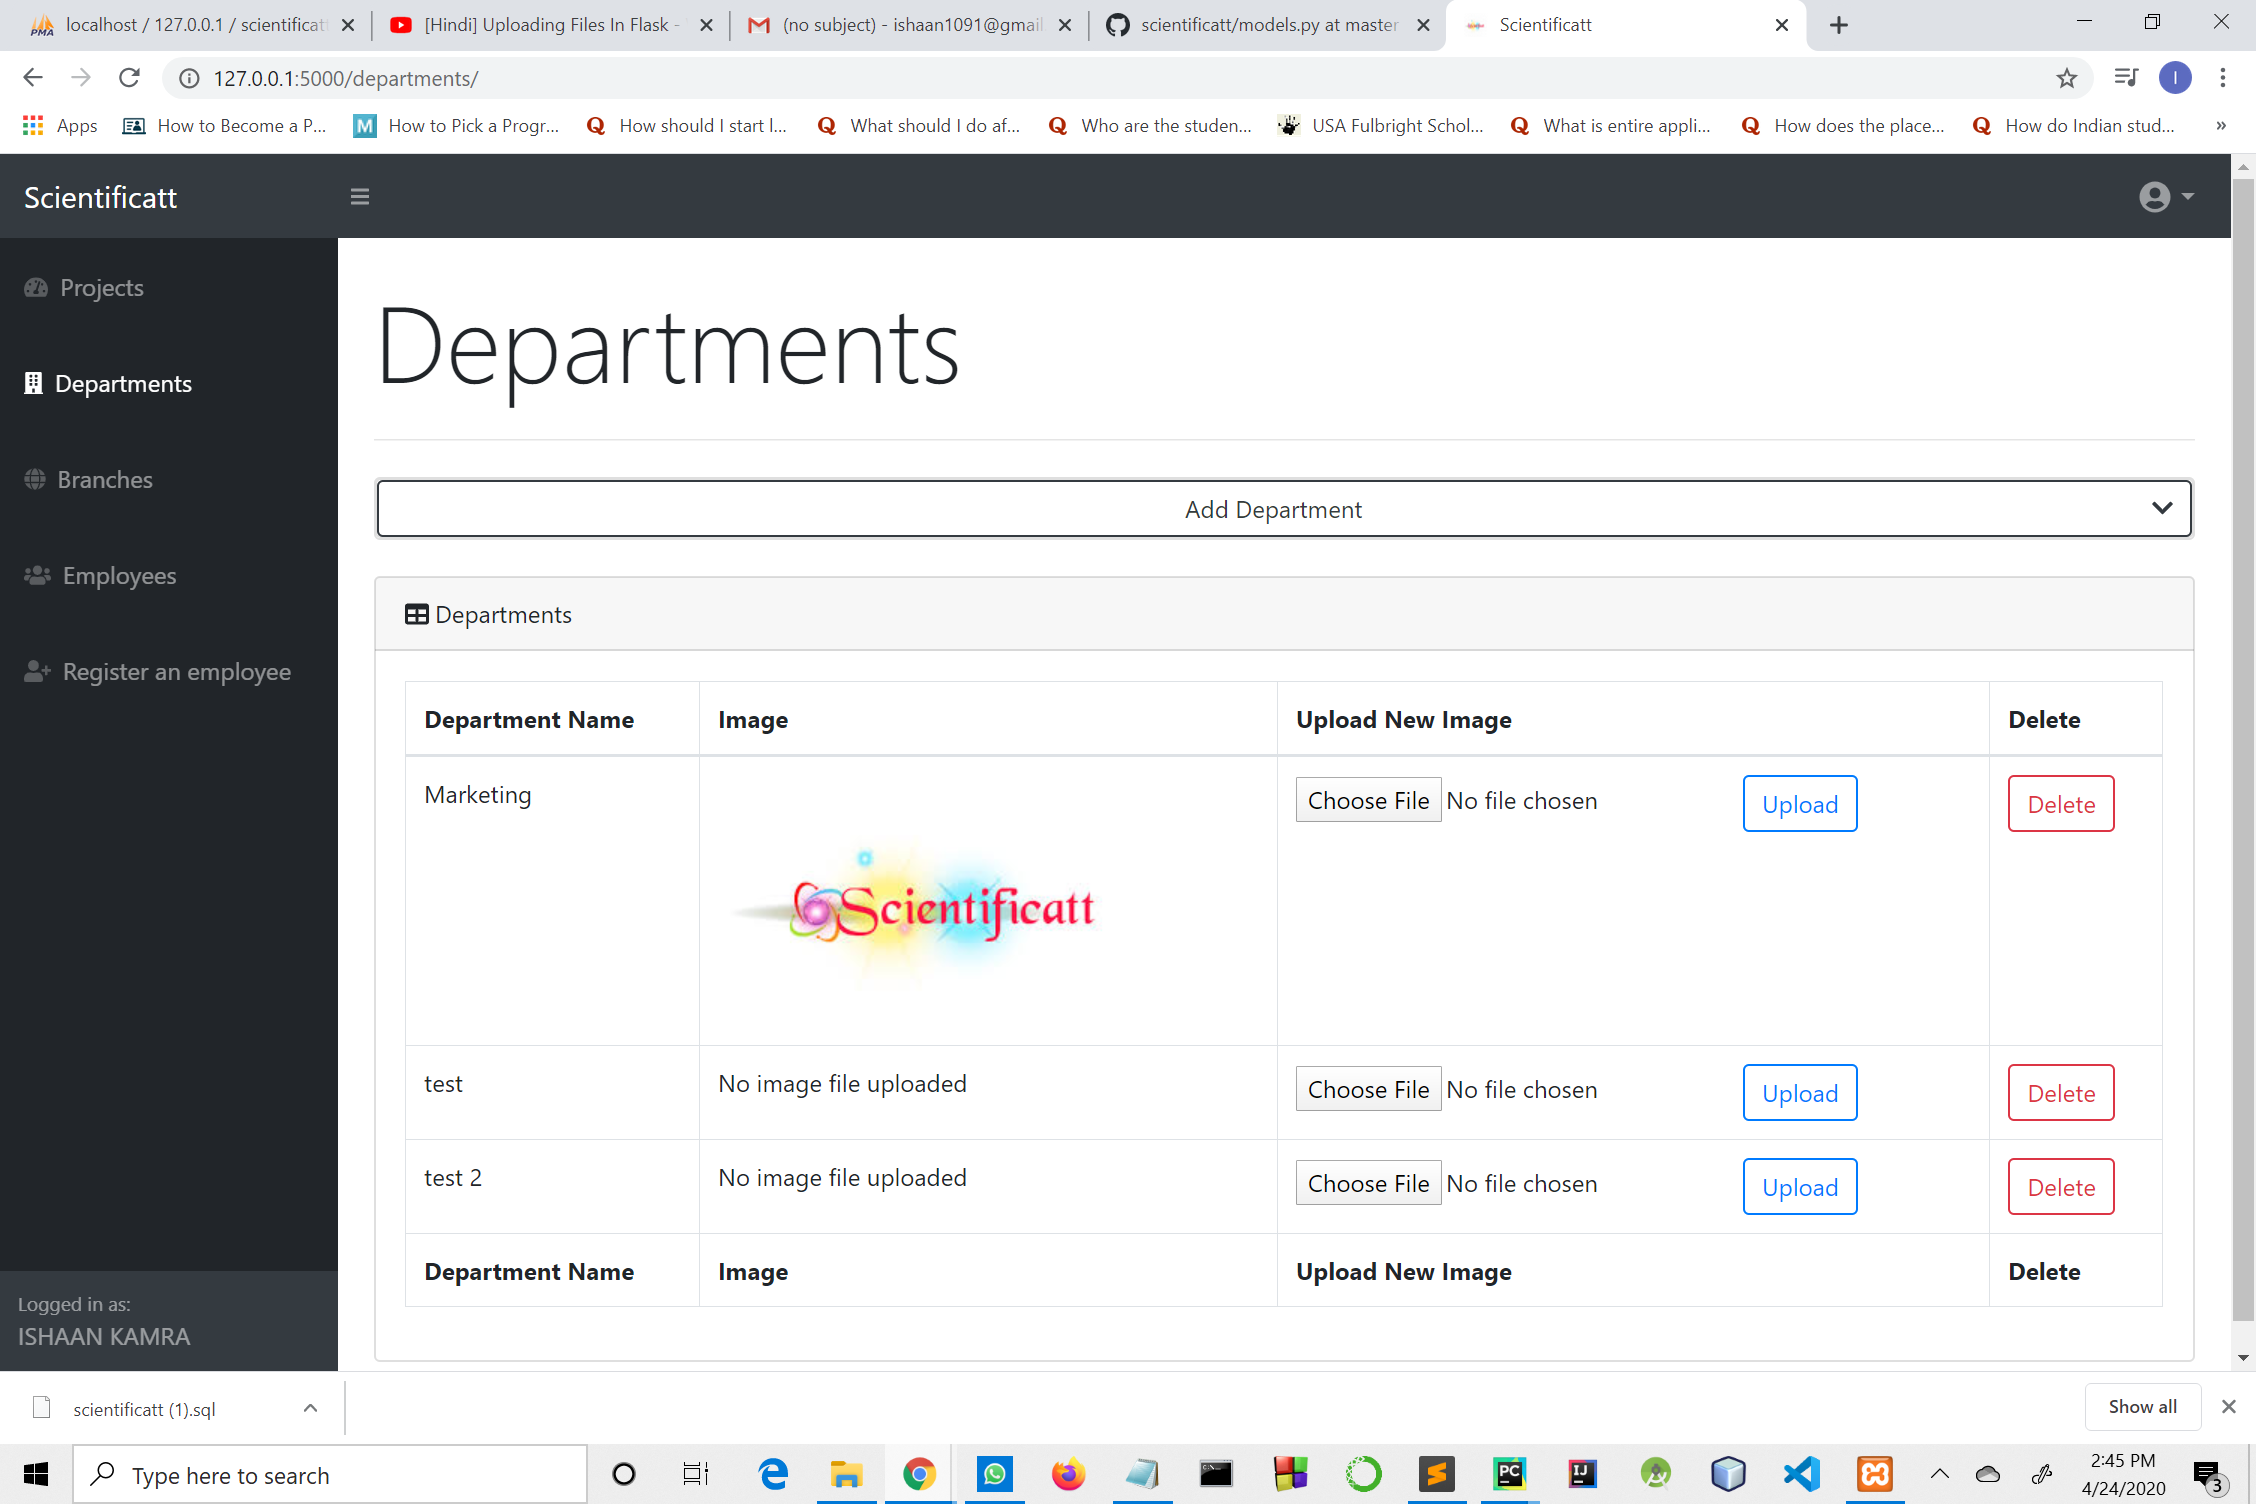 localhost / 127.0.0.1 / scientificat
[Hindi] Uploading Files In Flask -
(no subject) - ishaan1091@gmail
scientificatt/models.py at master
Scientificatt
127.0.0.1:5000/departments/
I
Apps
How to Become a P...
M
How to Pick a Progr...
Q
How should I start l...
Q
What should I do af...
Q
Who are the studen...
USA Fulbright Schol...
Q
What is entire appli...
Q
How does the place...
Q
How do Indian stud...
»
Scientificatt
Projects
Departments
Branches
Employees
Register an employee
Logged in as:
ISHAAN KAMRA
Departments
Add Department
Departments
Department Name Image Upload New Image Delete
Marketing Scientificatt Choose File No file chosen Upload Delete
test No image file uploaded Choose File No file chosen Upload Delete
test 2 No image file uploaded Choose File No file chosen Upload Delete
Department Name Image Upload New Image Delete
scientificatt (1).sql
Show all
Type here to search
PC
IJ
2:45 PM
4/24/2020
3